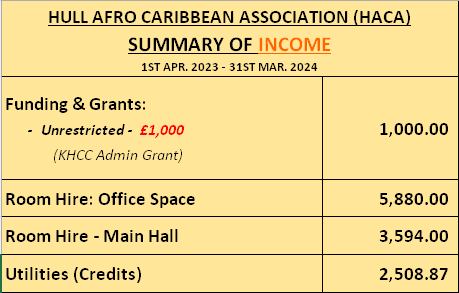 HULL AFRO CARIBBEAN ASSOCIATION (HACA)
SUMMARY OF INCOME
1ST APR. 2023 - 31ST MAR. 2024
Funding & Grants:
- Unrestricted - £1,000
(KHCC Admin Grant)
1,000.00
Room Hire: Office Space 5,880.00
Room Hire - Main Hall 3,594.00
Utilities (Credits) 2,508.87